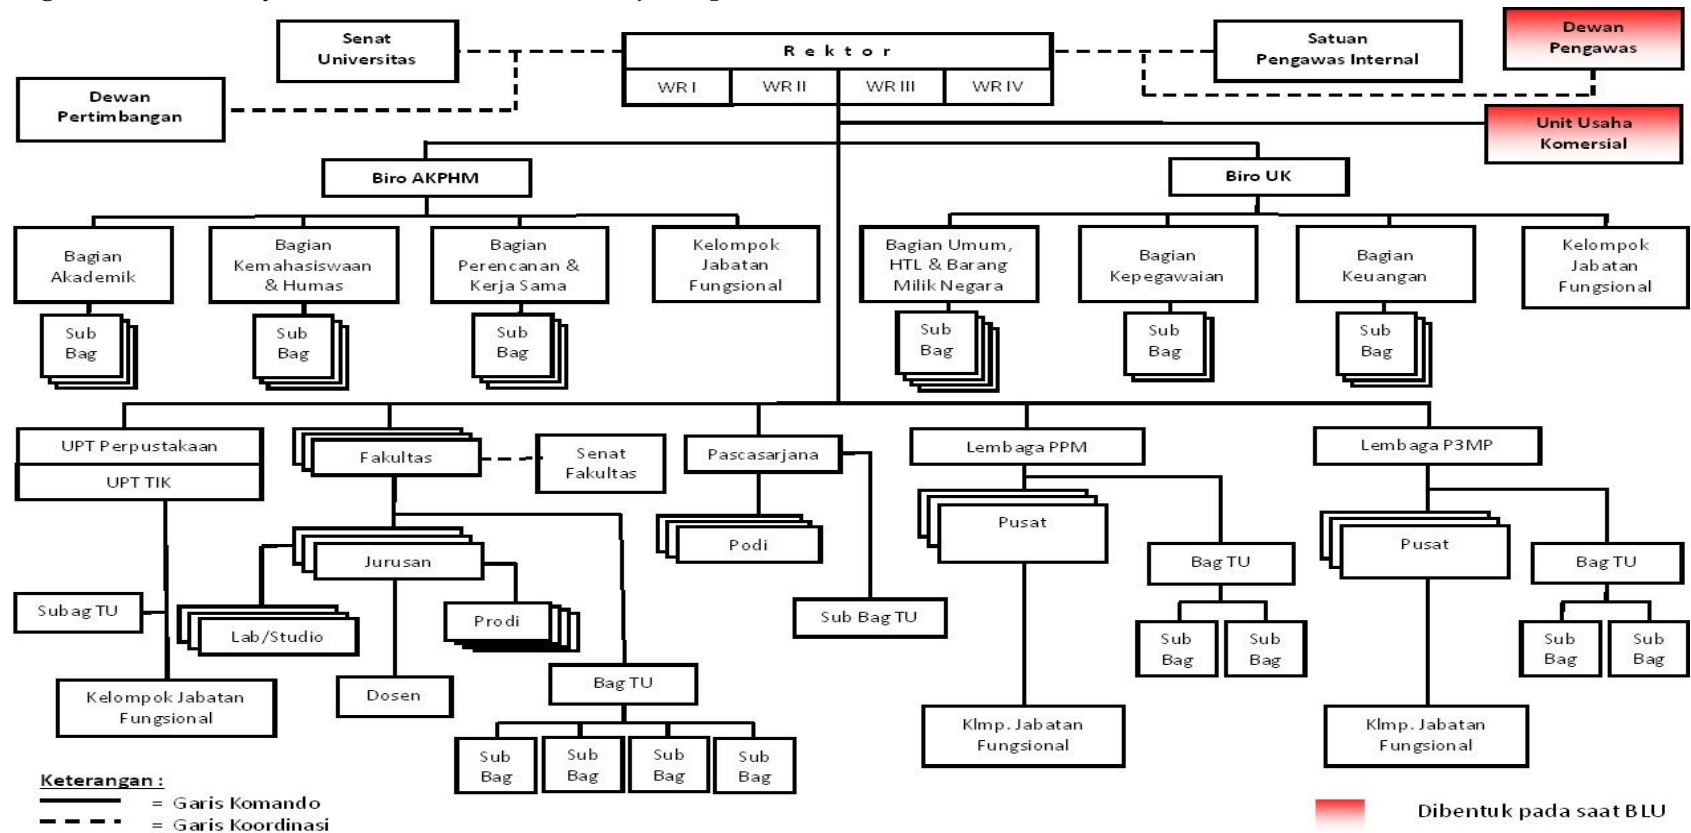 Senat
Universitas
Dewan
Pertimbangan
Rektor
WR I
WR II
WR III
WR IV
Satuan
Pengawas Internal
Dewan
Pengawas
Unit Usaha
Komersial
Biro AKPHM
Biro UK
Bagian
Akademik
Bagian
Kemahasiswaan
& Humas
Bagian
Perencanan &
Kerja Sama
Kelompok
Jabatan
Fungsional
Bagian Umum,
HTL & Barang
Milik Negara
Bagian
Kepegawaian
Bagian
Keuangan
Kelompok
Jabatan
Fungsional
Sub
Bag
Sub
Bag
Sub
Bag
Sub
Bag
Sub
Bag
Sub
Bag
UPT Perpustakaan
UPT TIK
Fakultas
Senat
Fakultas
Pascasarjana
Lembaga PPM
Lembaga P3MP
Jurusan
Podi
Pusat
Bag TU
Pusat
Bag TU
Subag TU
Lab/Studio
Prodi
Sub Bag TU
Sub
Bag
Sub
Bag
Sub
Bag
Sub
Bag
Kelompok Jabatan
Fungsional
Dosen
Bag TU
Klmp. Jabatan
Fungsional
Klmp. Jabatan
Fungsional
Sub
Bag
Sub
Bag
Sub
Bag
Sub
Bag
Keterangan :
= Garis Komando
= Garis Koordinasi
Dibentuk pada saat BLU